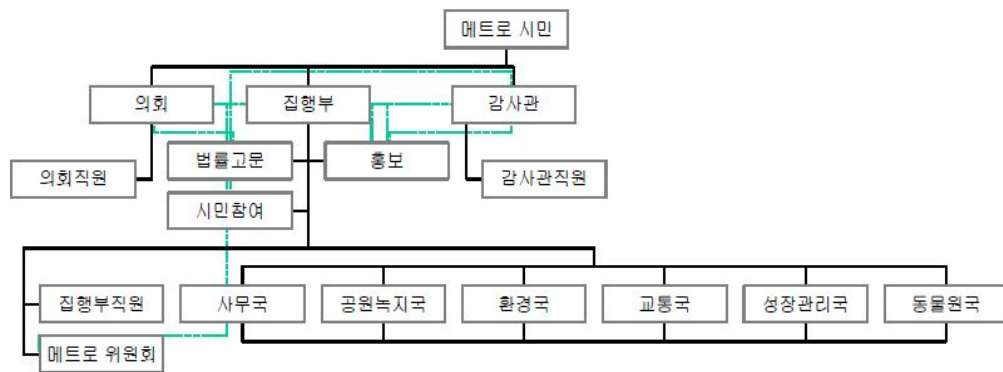 메트로 시민
의회
집행부
감사관
법률고문
홍보
의회직원
감사관직원
시민참여
집행부직원
사무국
공원녹지국
환경국
교통국
성장관리국
동물원국
메트로 위원회